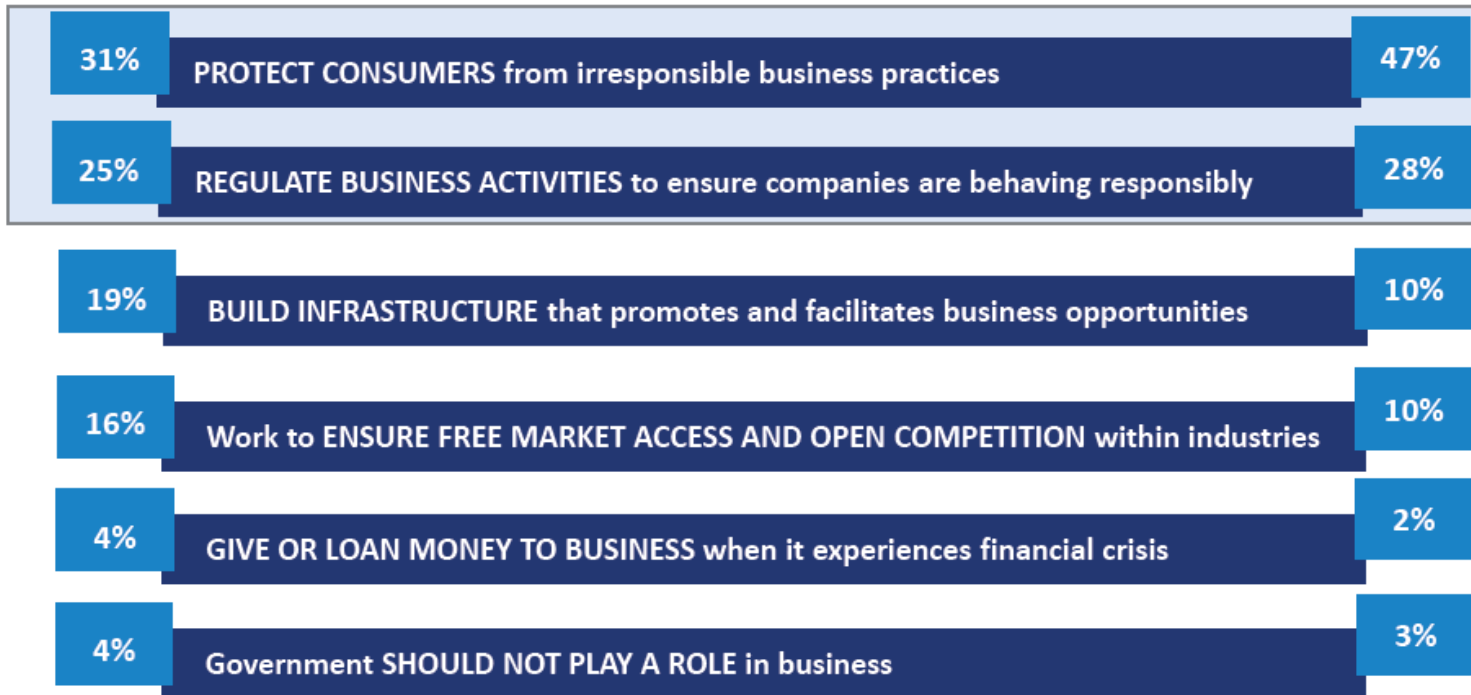 31% PROTECT CONSUMERS from irresponsible business practices 47%
25% REGULATE BUSINESS ACTIVITIES to ensure companies are behaving responsibly 28%
19% BUILD INFRASTRUCTURE that promotes and facilitates business opportunities 10%
16% Work to ENSURE FREE MARKET ACCESS AND OPEN COMPETITION within industries 10%
4% GIVE OR LOAN MONEY TO BUSINESS when it experiences financial crisis 2%
4% Government SHOULD NOT PLAY A ROLE in business 3%